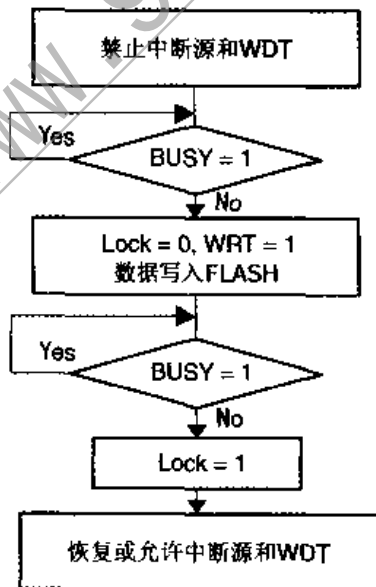 禁止中断源和WDT
Yes
BUSY = 1
No
Lock = 0, WRT = 1
数据写入FLASH
Yes
BUSY = 1
No
Lock = 1
恢复或允许中断源和WDT